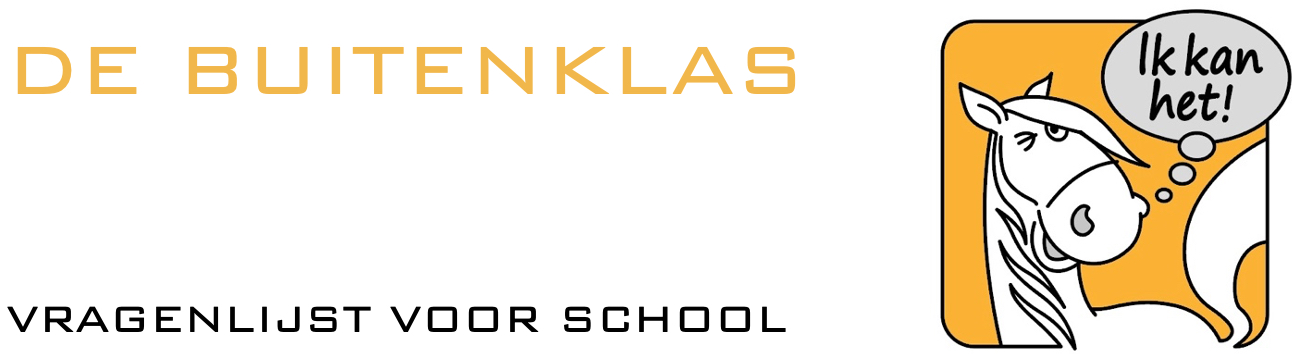 DE BUITENKLAS
Ik kan
het!
VRAGENLIJST VOOR SCHOOL